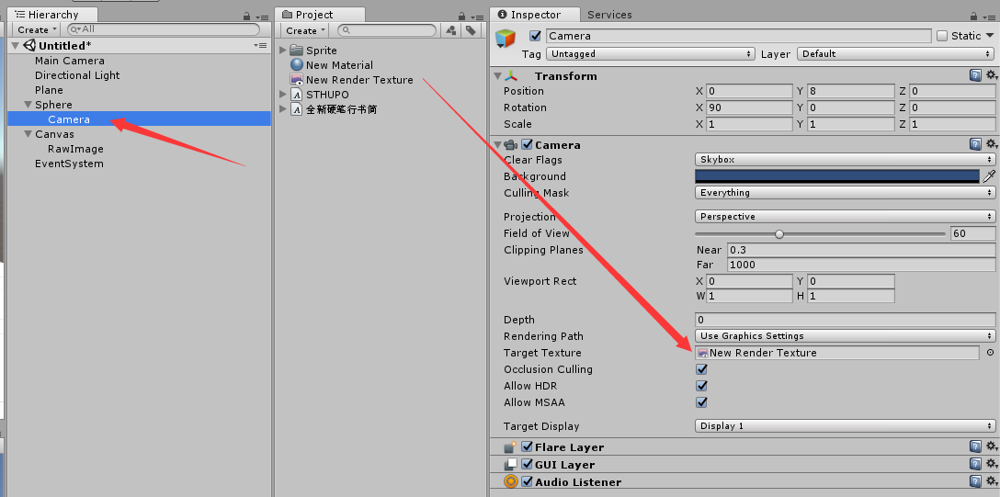 Hierarchy
Create
All
Untitled*
Main Camera
Directional Light
Plane
Sphere
Camera
Canvas
RawImage
EventSystem
Project
Create
Sprite
New Material
New Render Texture
STHUPO
全新硬笔行书简
Inspector Services
Camera Static
Tag Untagged Layer Default
Transform
Position X 0 Y 8 Z 0
Rotation X 90 Y 0 Z 0
Scale X 1 Y 1 Z 1
Camera
Clear Flags Skybox
Background
Culling Mask Everything
Projection Perspective
Field of View 60
Clipping Planes Near 0.3
Far 1000
Viewport Rect X 0 Y 0
W 1 H 1
Depth 0
Rendering Path Use Graphics Settings
Target Texture New Render Texture
Occlusion Culling
Allow HDR
Allow MSAA
Target Display Display 1
Flare Layer
GUI Layer
Audio Listener